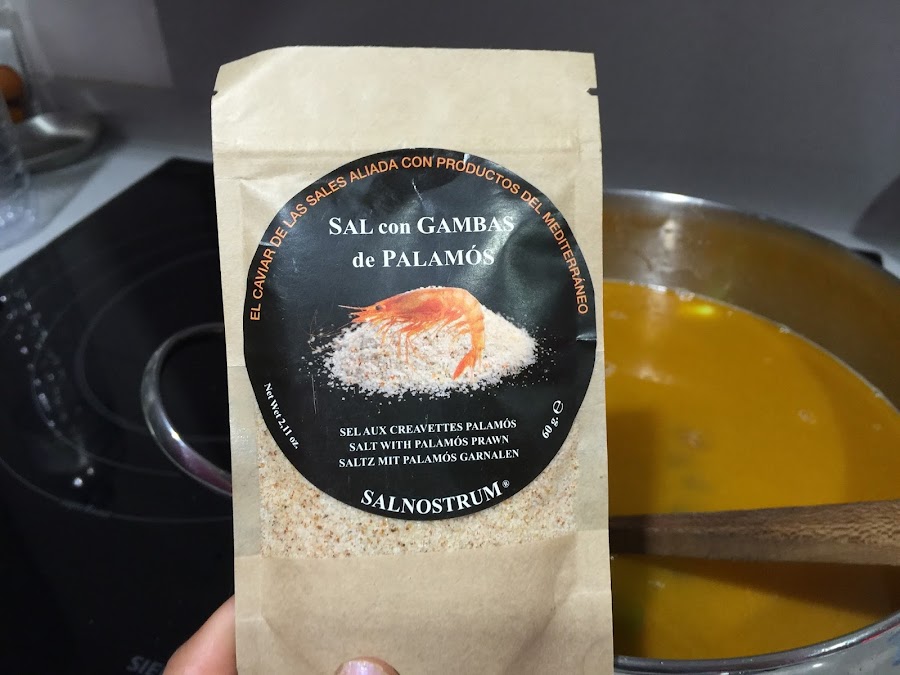 EL CAVIAR DE LAS SALES ALIADA CON PRODUCTOS DEL MEDITERRÁNEO
SAL con GAMBAS
de PALAMÓS
Net Wet 2,11 oz.
60 g. ℮
SEL AUX CREAVETTES PALAMÓS
SALT WITH PALAMÓS PRAWN
SALTZ MIT PALAMÓS GARNALEN
SALNOSTRUM®